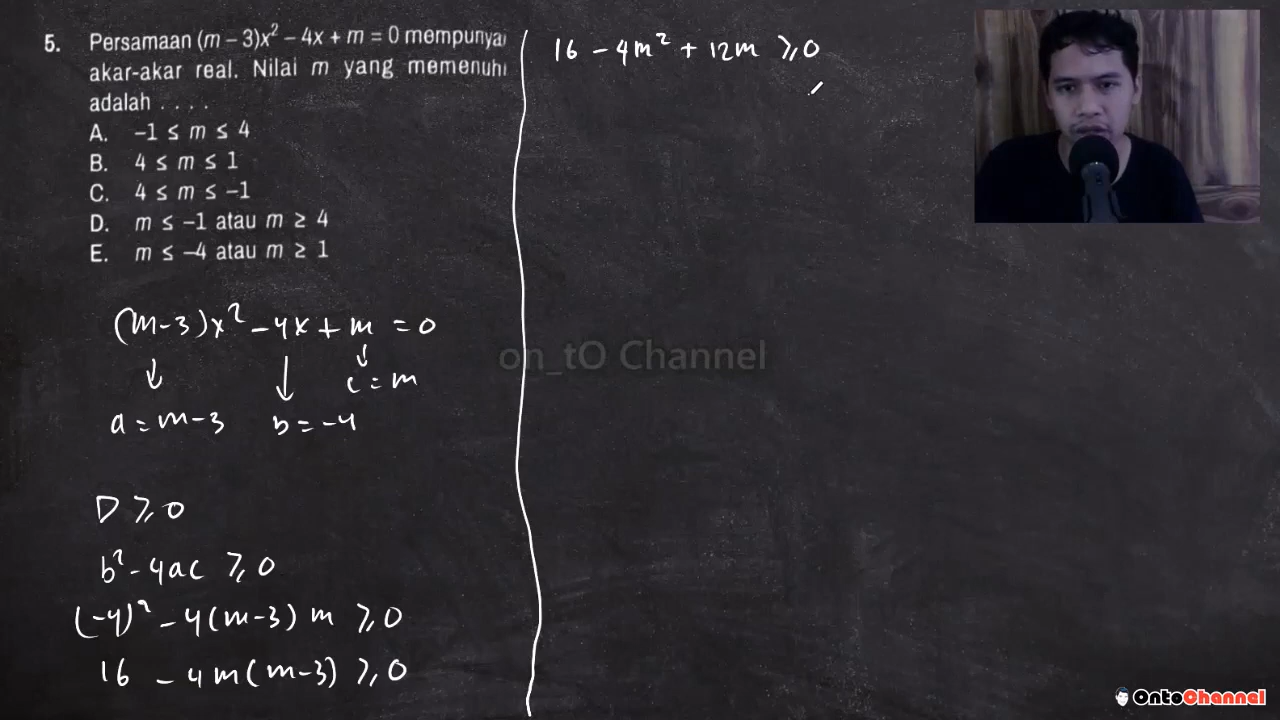 5. Persamaan (m – 3)x² – 4x + m = 0 mempunyai
akar-akar real. Nilai m yang memenuhi
adalah . . . .
A. –1 ≤ m ≤ 4
B. 4 ≤ m ≤ 1
C. 4 ≤ m ≤ –1
D. m ≤ –1 atau m ≥ 4
E. m ≤ –4 atau m ≥ 1
(m-3)x² - 4x + m = 0
c = m
a = m-3 b = -4
D ≥ 0
b² - 4ac ≥ 0
(-4)² - 4(m-3) m ≥ 0
16 - 4m(m-3) ≥ 0
16 - 4m² + 12m ≥ 0
on_tO Channel
OntoChannel